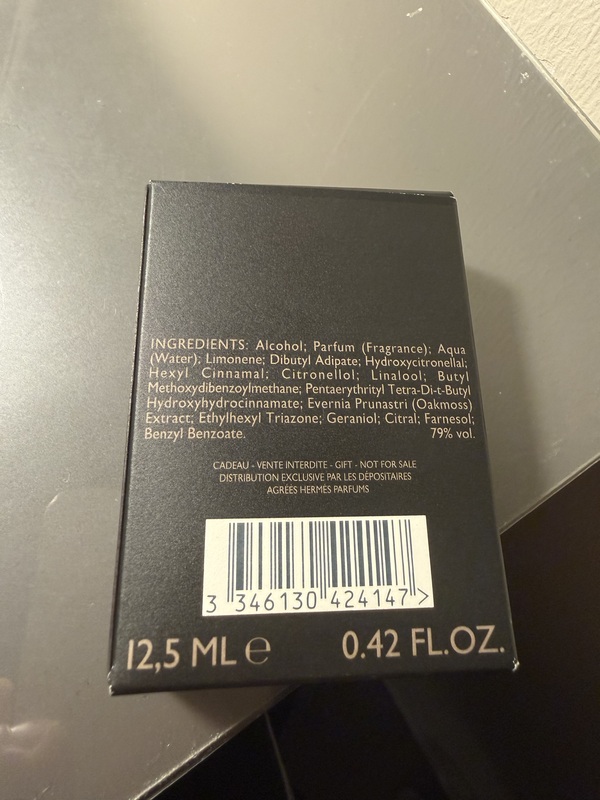 INGREDIENTS: Alcohol; Parfum (Fragrance); Aqua
(Water); Limonene; Dibutyl Adipate; Hydroxycitronellal;
Hexyl Cinnamal; Citronellol; Linalool; Butyl
Methoxydibenzoylmethane; Pentaerythrityl Tetra-Di-t-Butyl
Hydroxyhydrocinnamate; Evernia Prunastri (Oakmoss)
Extract; Ethylhexyl Triazone; Geraniol; Citral; Farnesol;
Benzyl Benzoate. 79% vol.
CADEAU - VENTE INTERDITE - GIFT - NOT FOR SALE
DISTRIBUTION EXCLUSIVE PAR LES DÉPOSITAIRES
AGRÉÉS HERMÈS PARFUMS
3 346130 424147 >
12,5 ML e 0.42 FL.OZ.